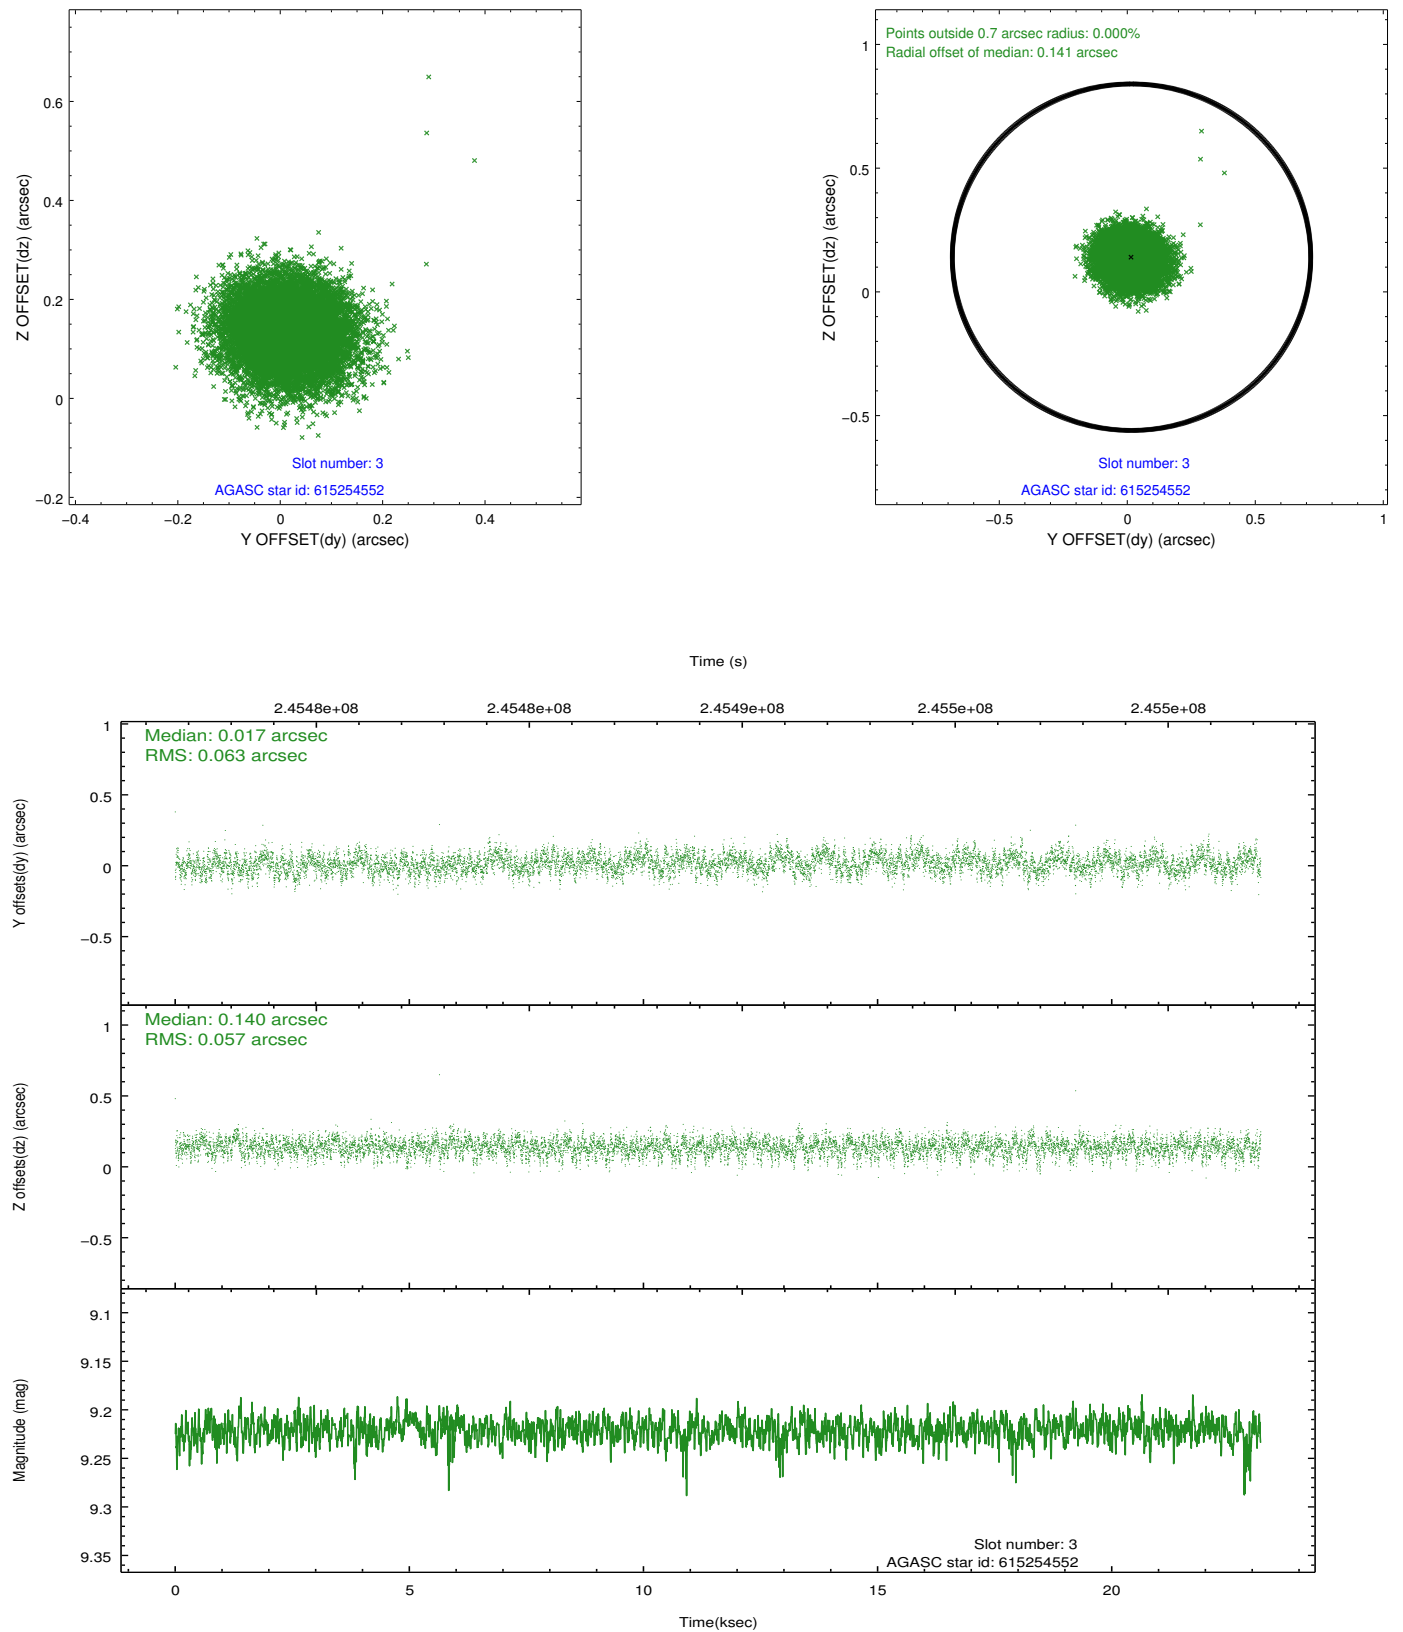 0.6
0.4
0.2
0
−0.2
−0.4
−0.2
0
0.2
0.4
Z OFFSET(dz) (arcsec)
Y OFFSET(dy) (arcsec)
Slot number: 3
AGASC star id: 615254552
Points outside 0.7 arcsec radius: 0.000%
Radial offset of median: 0.141 arcsec
1
0.5
0
−0.5
−0.5
0
0.5
1
Z OFFSET(dz) (arcsec)
Y OFFSET(dy) (arcsec)
Slot number: 3
AGASC star id: 615254552
Time (s)
2.4548e+08
2.4548e+08
2.4549e+08
2.455e+08
2.455e+08
Median: 0.017 arcsec
RMS: 0.063 arcsec
1
0.5
0
−0.5
Y offsets(dy) (arcsec)
Median: 0.140 arcsec
RMS: 0.057 arcsec
1
0.5
0
−0.5
Z offsets(dz) (arcsec)
9.1
9.15
9.2
9.25
9.3
9.35
Magnitude (mag)
Slot number: 3
AGASC star id: 615254552
0
5
10
15
20
Time(ksec)